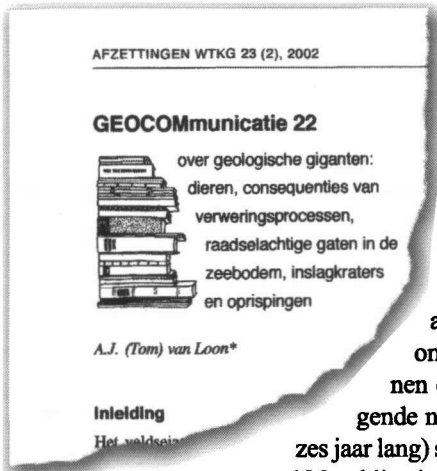 AFZETTINGEN WTKG 23 (2), 2002
GEOCOMmunicatie 22
over geologische giganten:
dieren, consequenties van
verweringsprocessen,
raadselachtige gaten in de
zeebodem, inslagkraters
en oprispingen
A.J. (Tom) van Loon*
Inleiding
Het
gende
zes jaar lang)